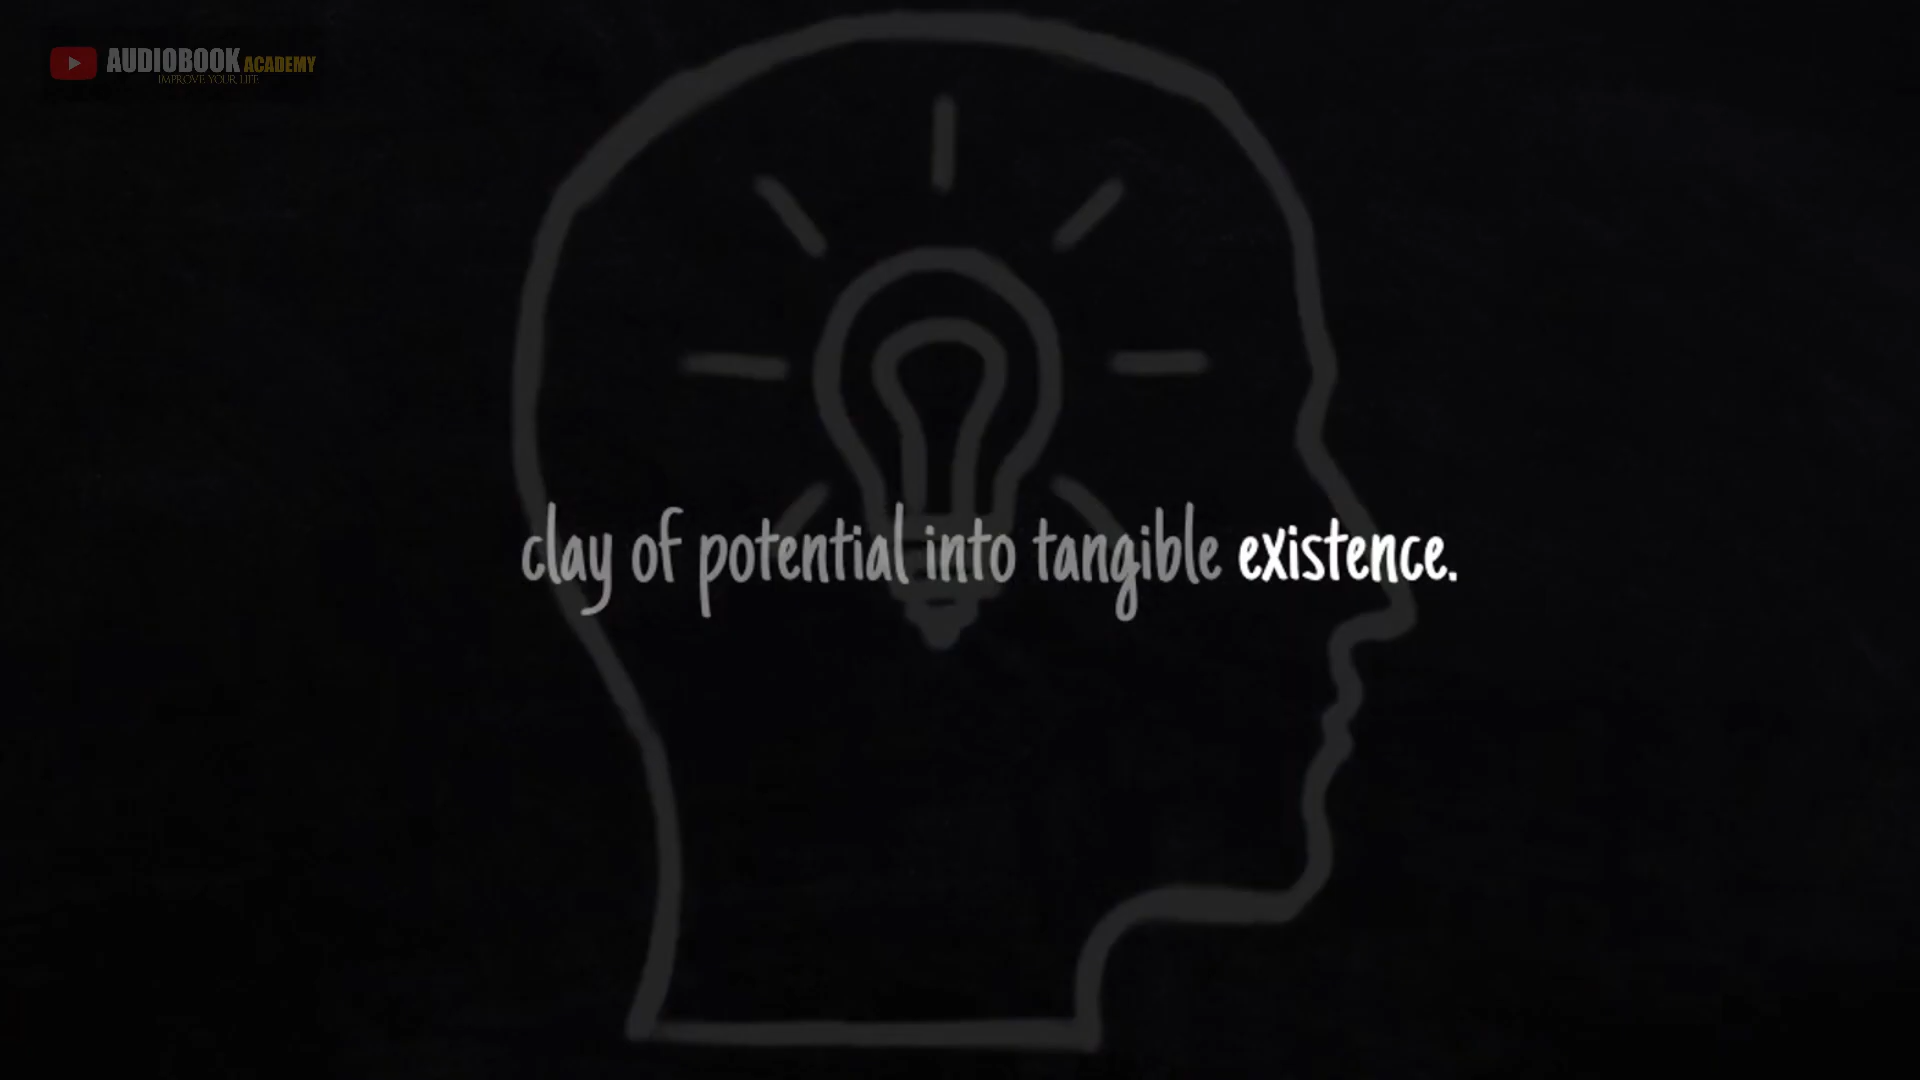 AUDIOBOOK ACADEMY
IMPROVE YOUR LIFE
clay of potential into tangible existence.